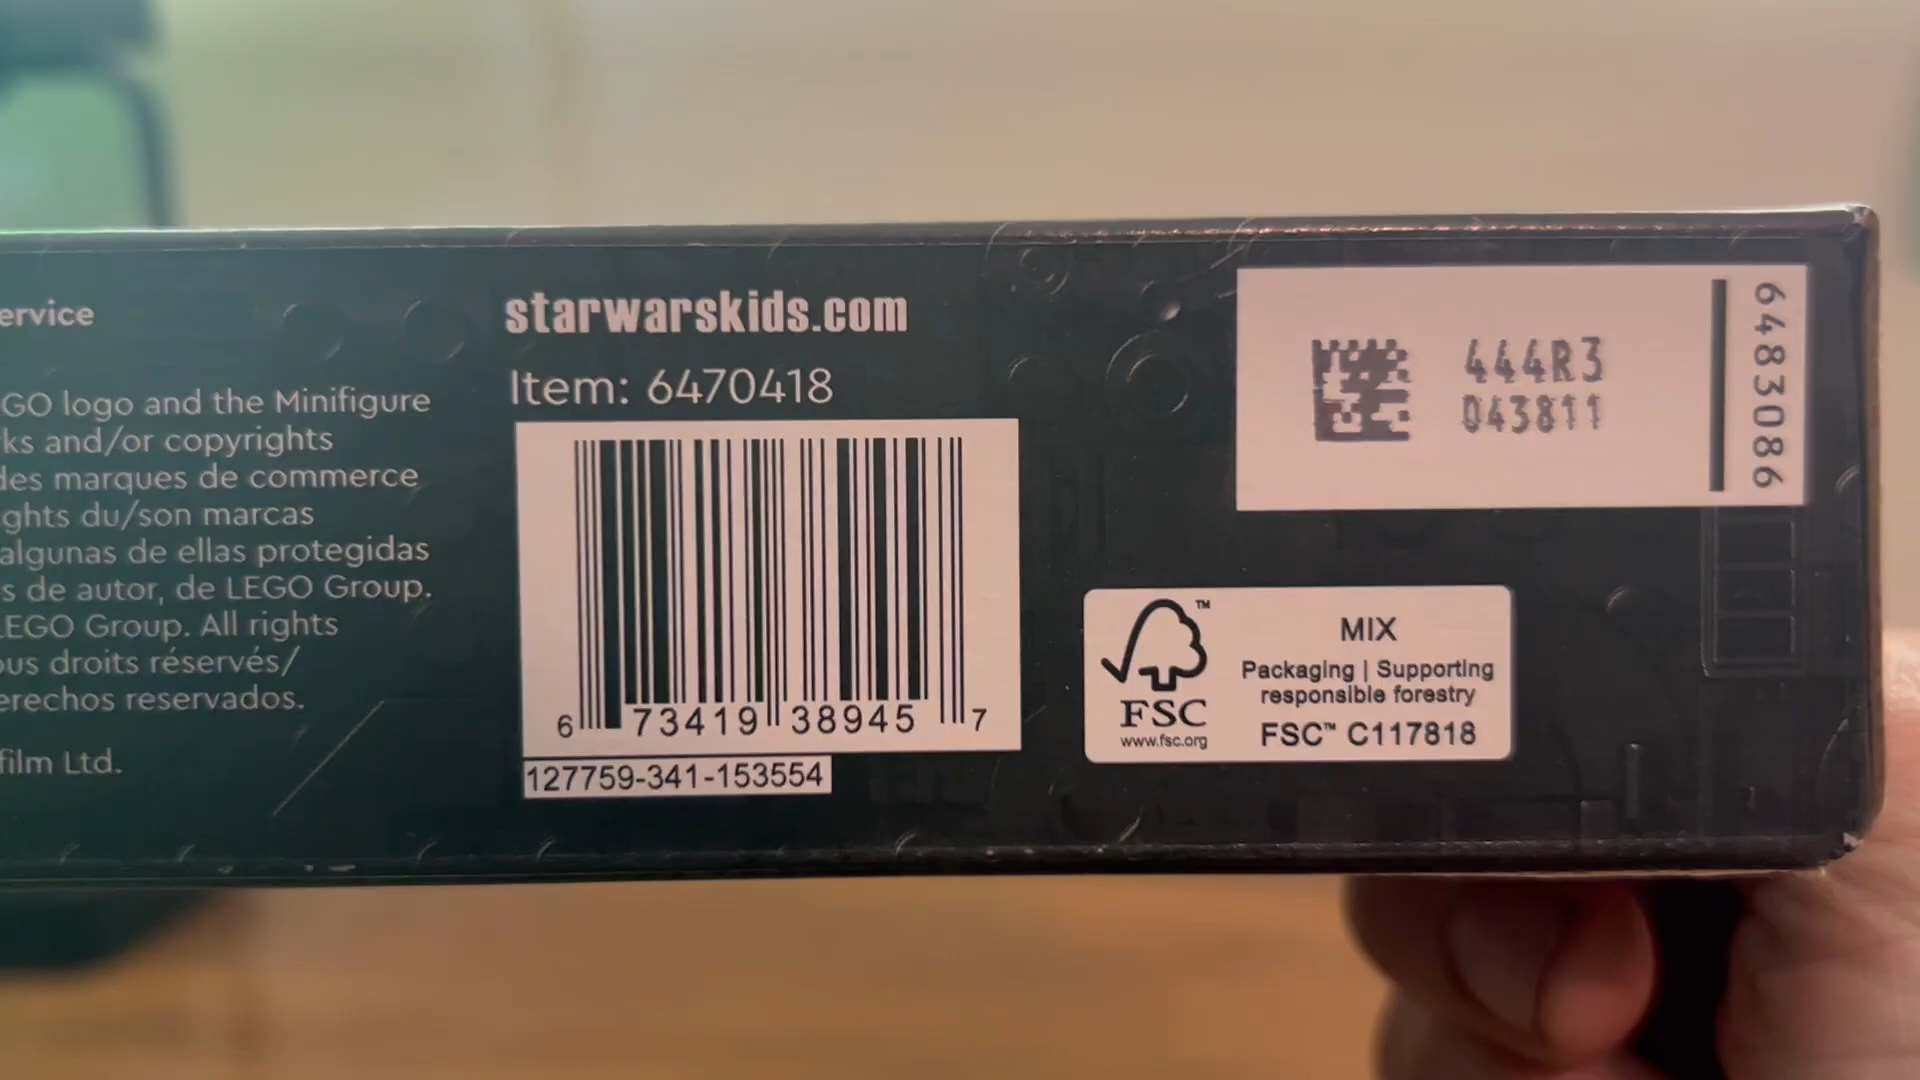 ervice
GO logo and the Minifigure
ks and/or copyrights
des marques de commerce
ghts du/son marcas
algunas de ellas protegidas
s de autor, de LEGO Group.
LEGO Group. All rights
ous droits réservés/
erechos reservados.
film Ltd.
starwarskids.com
Item: 6470418
6 73419 38945 7
127759-341-153554
444R3
043811
6483086
FSC
www.fsc.org
MIX
Packaging | Supporting
responsible forestry
FSC™ C117818